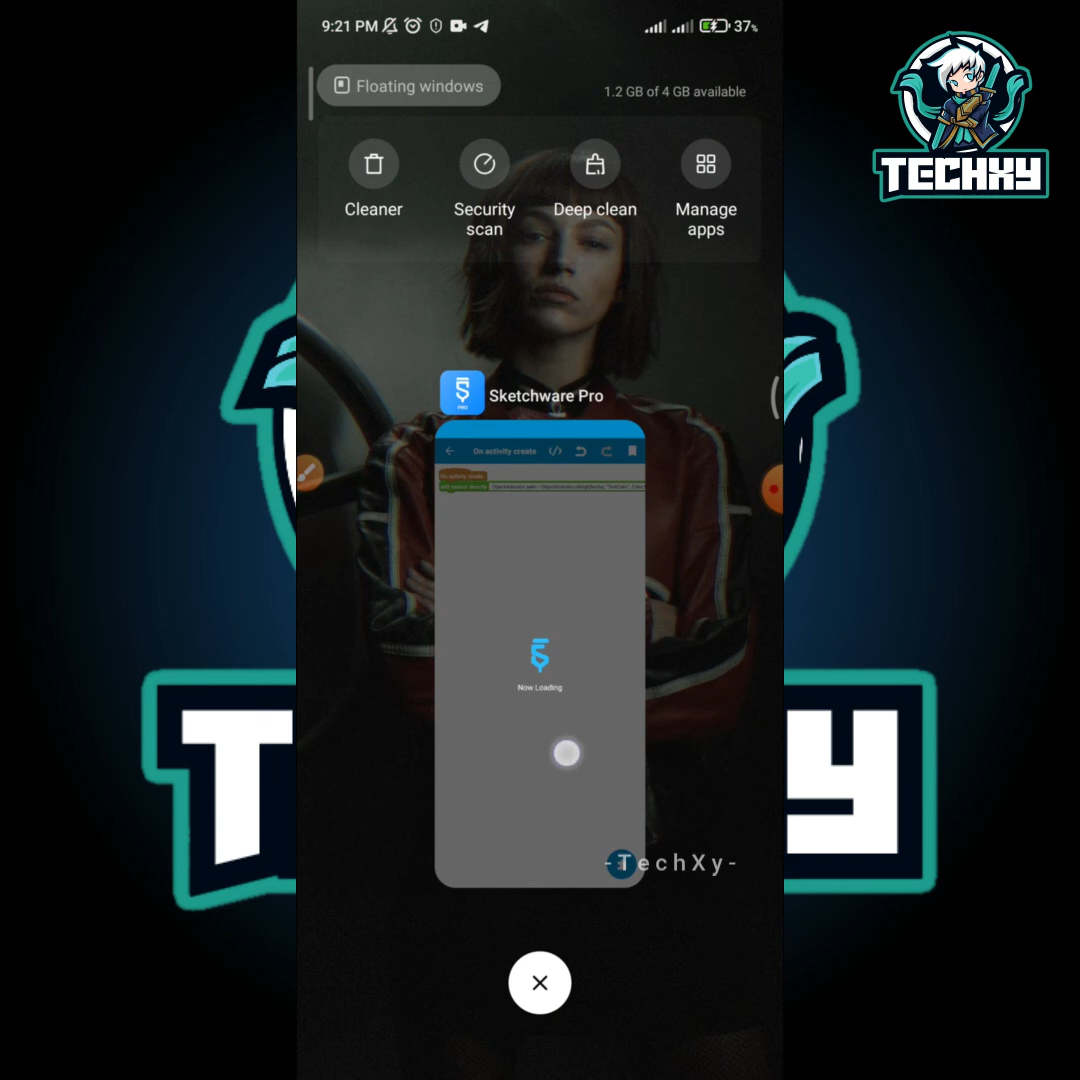 9:21 PM
37%
Floating windows
1.2 GB of 4 GB available
Cleaner
Security scan
Deep clean
Manage apps
TECHXY
Sketchware Pro
On activity create
Now Loading
-TechXy-
T
Y